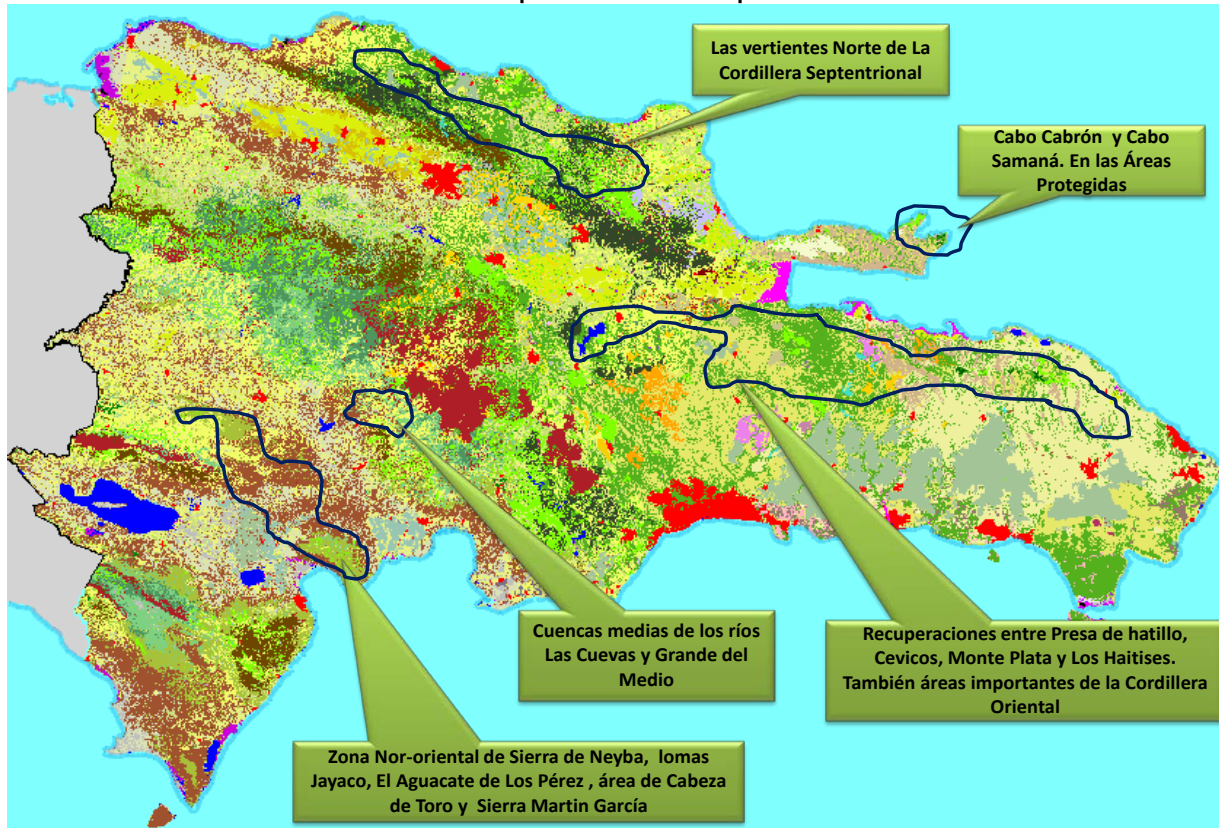 Las vertientes Norte de La
Cordillera Septentrional
Cabo Cabrón y Cabo
Samaná. En las Áreas
Protegidas
Cuencas medias de los ríos
Las Cuevas y Grande del
Medio
Recuperaciones entre Presa de hatillo,
Cevicos, Monte Plata y Los Haitises.
También áreas importantes de la Cordillera
Oriental
Zona Nor-oriental de Sierra de Neyba, lomas
Jayaco, El Aguacate de Los Pérez , área de Cabeza
de Toro y Sierra Martin García